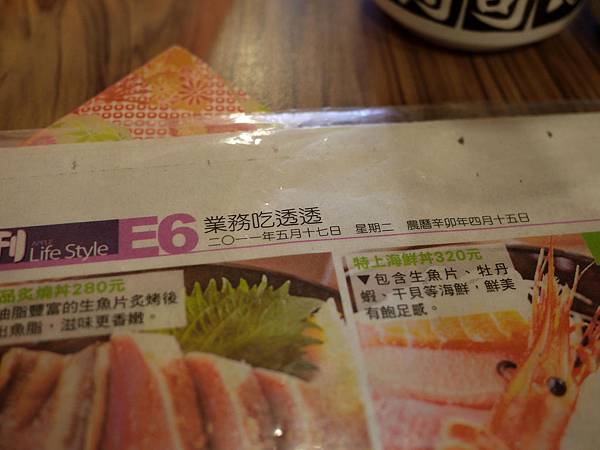 刊 APPLE Life Style E6 業務吃透透
二〇一一年五月十七日 星期二 農曆辛卯年四月十五日
品炙燒丼280元
油脂豐富的生魚片炙烤後
出魚脂，滋味更香嫩。
特上海鮮丼320元
▼包含生魚片、牡丹
蝦、干貝等海鮮，鮮美
有飽足感。